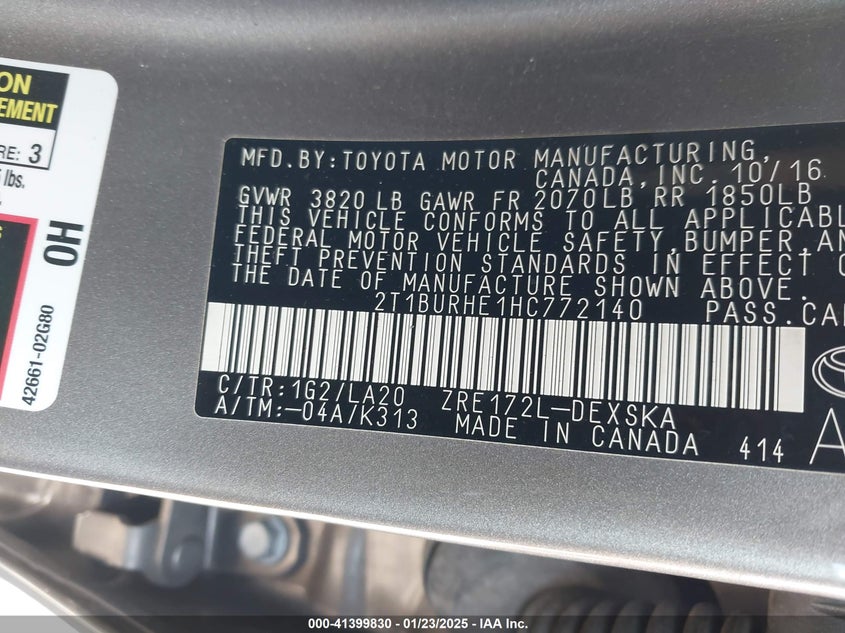 ON
EMENT
RE: 3
lbs.
OH
42661-02G80
MFD.BY:TOYOTA MOTOR MANUFACTURING,
CANADA,INC. 10/16
GVWR 3820 LB GAWR FR 2070LB RR 1850LB
THIS VEHICLE CONFORMS TO ALL APPLICABL
FEDERAL MOTOR VEHICLE SAFETY,BUMPER,AN
THEFT PREVENTION STANDARDS IN EFFECT O
THE DATE OF MANUFACTURE SHOWN ABOVE.
2T1BURHE1HC772140 PASS.CAR
C/TR:1G2/LA20 ZRE172L-DEXSKA
A/TM:-04A/K313 MADE IN CANADA 414
A
000-41399830 - 01/23/2025 - IAA Inc.